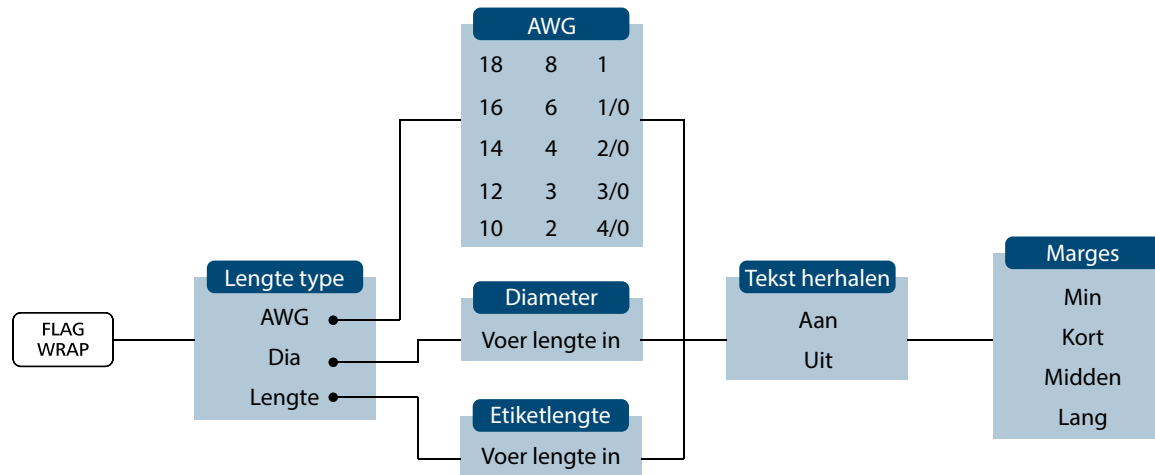 FLAG
WRAP
Lengte type
AWG
Dia
Lengte
AWG
18 8 1
16 6 1/0
14 4 2/0
12 3 3/0
10 2 4/0
Diameter
Voer lengte in
Etiketlengte
Voer lengte in
Tekst herhalen
Aan
Uit
Marges
Min
Kort
Midden
Lang